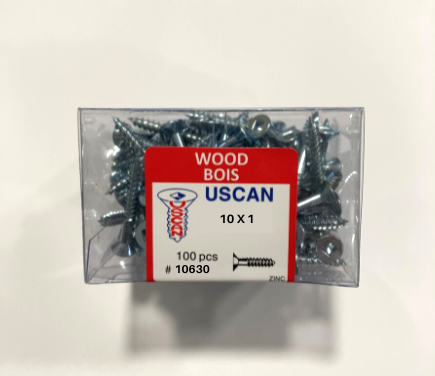 WOOD
BOIS
USCAN
USCAN
10 X 1
100 pcs
# 10630
ZINC